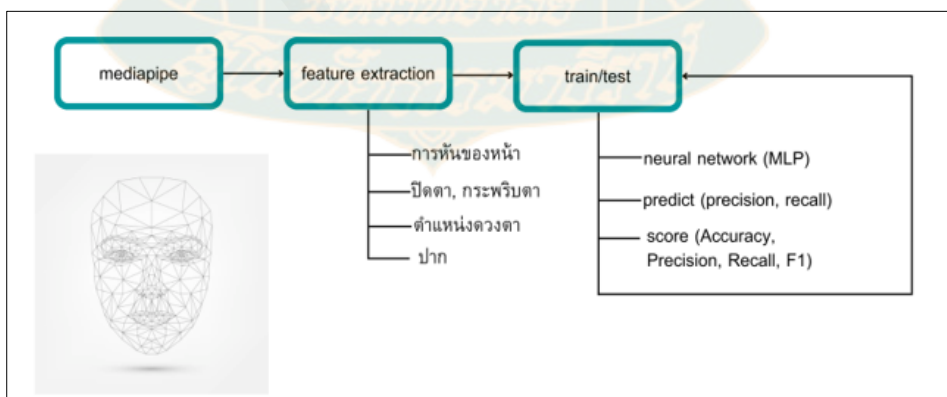 mediapipe
feature extraction
train/test
การหันของหน้า
ปิดตา, กระพริบตา
ตำแหน่งดวงตา
ปาก
neural network (MLP)
predict (precision, recall)
score (Accuracy,
Precision, Recall, F1)